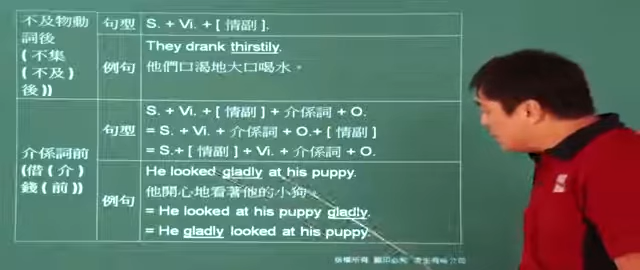 不及物動詞後
(不集(不及)後))
句型
S. + Vi. + [ 情副 ].
例句
They drank thirstily.
他們口渴地大口喝水。
介係詞前
(借(介)錢(前))
句型
S. + Vi. + [ 情副 ] + 介係詞 + O.
= S. + Vi. + 介係詞 + O.+ [ 情副 ]
= S.+ [ 情副 ] + Vi. + 介係詞 + O.
例句
He looked gladly at his puppy.
他開心地看著他的小狗。
= He looked at his puppy gladly.
= He gladly looked at his puppy.
版權所有 翻印必究